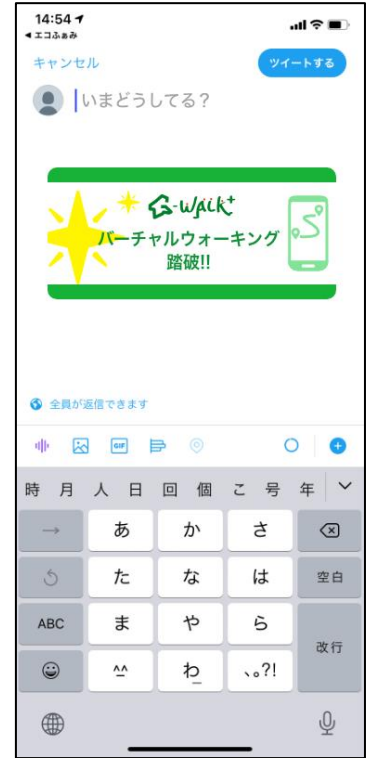 14:54
◀エコふぁみ
キャンセル
ツイートする
いまどうしてる？
G-WALK+
バーチャルウォーキング
踏破!!
全員が返信できます
GIF
時 月 人 日 回 個 こ 号 年
→ あ か さ
た な は 空白
ABC ま や ら 改行
^^ わ 、。?!